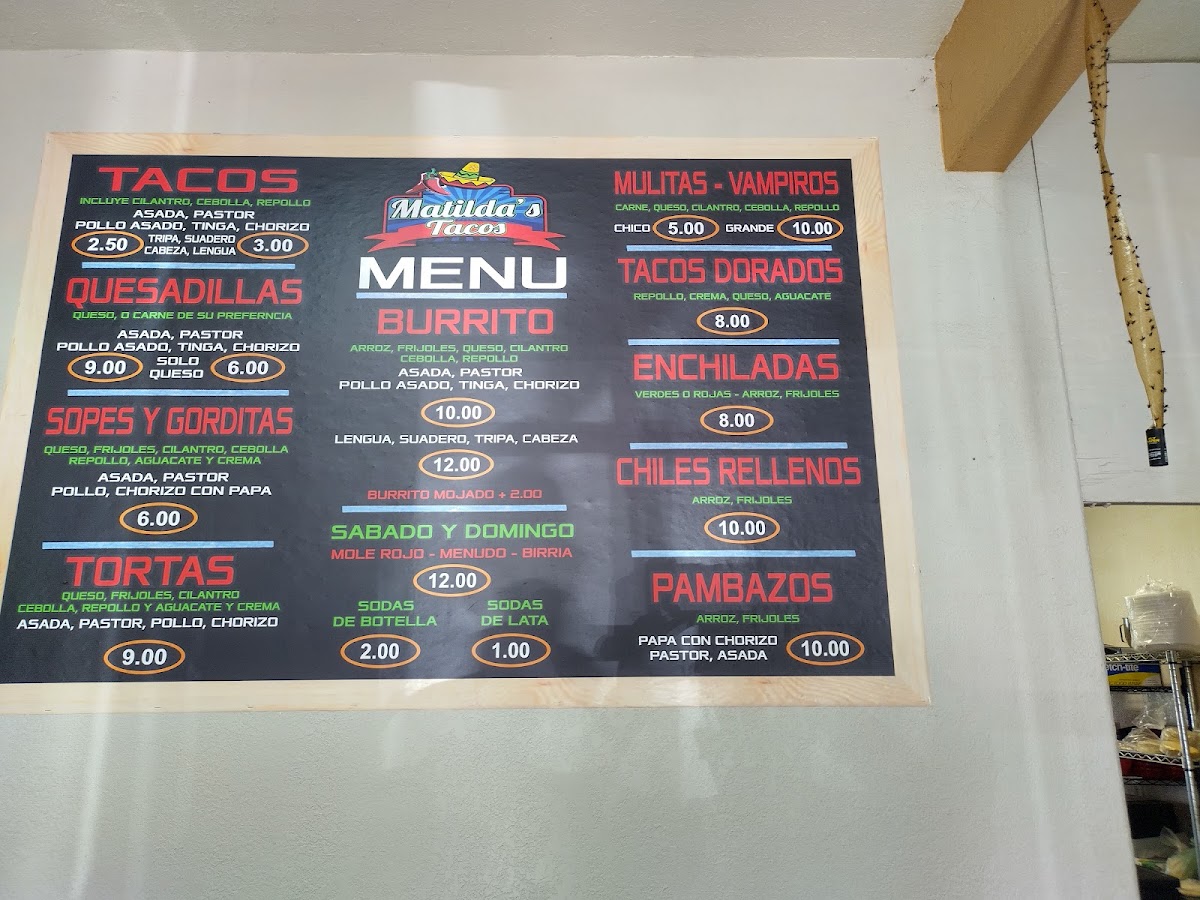 TACOS
INCLUYE CILANTRO, CEBOLLA, REPOLLO
ASADA, PASTOR
POLLO ASADO, TINGA, CHORIZO
2.50 TRIPA, SUADERO 3.00
CABEZA, LENGUA
QUESADILLAS
QUESO, O CARNE DE SU PREFERNCIA
ASADA, PASTOR
POLLO ASADO, TINGA, CHORIZO
9.00 SOLO 6.00
QUESO
SOPES Y GORDITAS
QUESO, FRIJOLES, CILANTRO, CEBOLLA
REPOLLO, AGUACATE Y CREMA
ASADA, PASTOR
POLLO, CHORIZO CON PAPA
6.00
TORTAS
QUESO, FRIJOLES, CILANTRO
CEBOLLA, REPOLLO Y AGUACATE Y CREMA
ASADA, PASTOR, POLLO, CHORIZO
9.00
Matilda's
Tacos
MENU
BURRITO
ARROZ, FRIJOLES, QUESO, CILANTRO
CEBOLLA, REPOLLO
ASADA, PASTOR
POLLO ASADO, TINGA, CHORIZO
10.00
LENGUA, SUADERO, TRIPA, CABEZA
12.00
BURRITO MOJADO + 2.00
SABADO Y DOMINGO
MOLE ROJO - MENUDO - BIRRIA
12.00
SODAS
DE BOTELLA
2.00
SODAS
DE LATA
1.00
MULITAS - VAMPIROS
CARNE, QUESO, CILANTRO, CEBOLLA, REPOLLO
CHICO 5.00 GRANDE 10.00
TACOS DORADOS
REPOLLO, CREMA, QUESO, AGUACATE
8.00
ENCHILADAS
VERDES O ROJAS - ARROZ, FRIJOLES
8.00
CHILES RELLENOS
ARROZ, FRIJOLES
10.00
PAMBAZOS
ARROZ, FRIJOLES
PAPA CON CHORIZO
PASTOR, ASADA 10.00